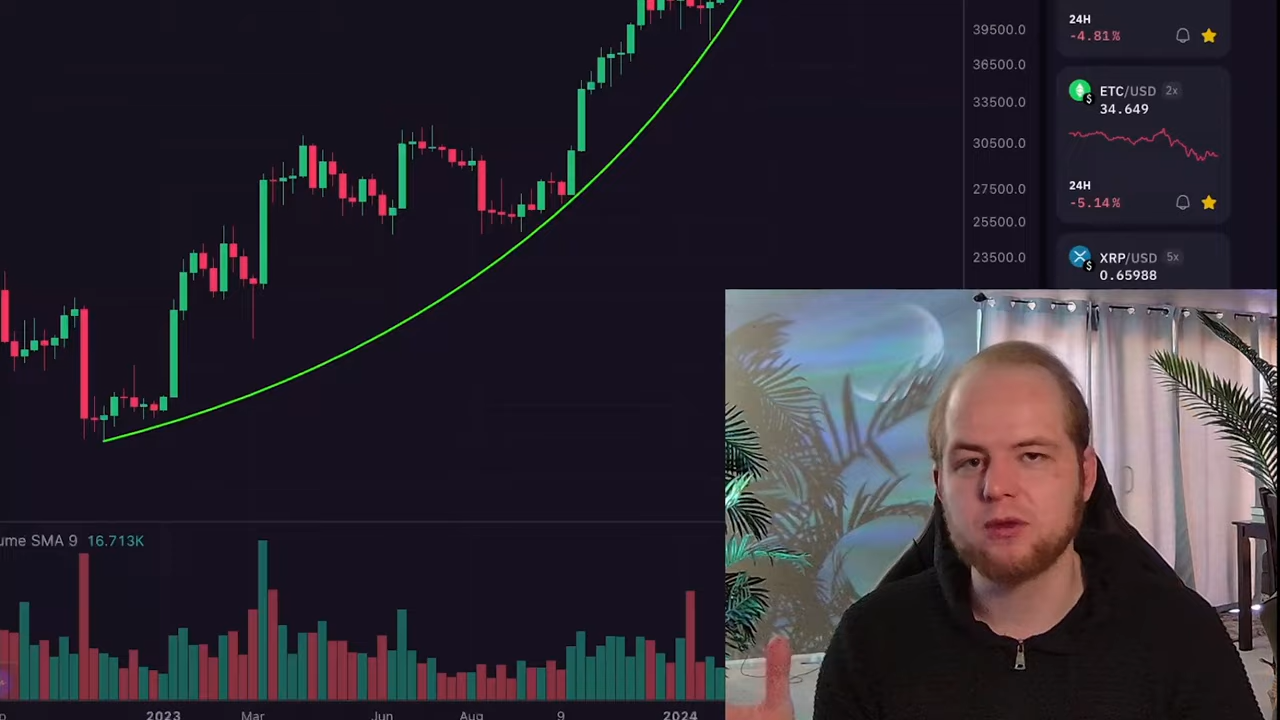 39500.0
36500.0
33500.0
30500.0
27500.0
25500.0
23500.0
24H
-4.81%
ETC/USD 2x
34.649
24H
-5.14%
XRP/USD 5x
0.65988
ume SMA 9 16.713K
2023 Mar Jun Aug 9 2024